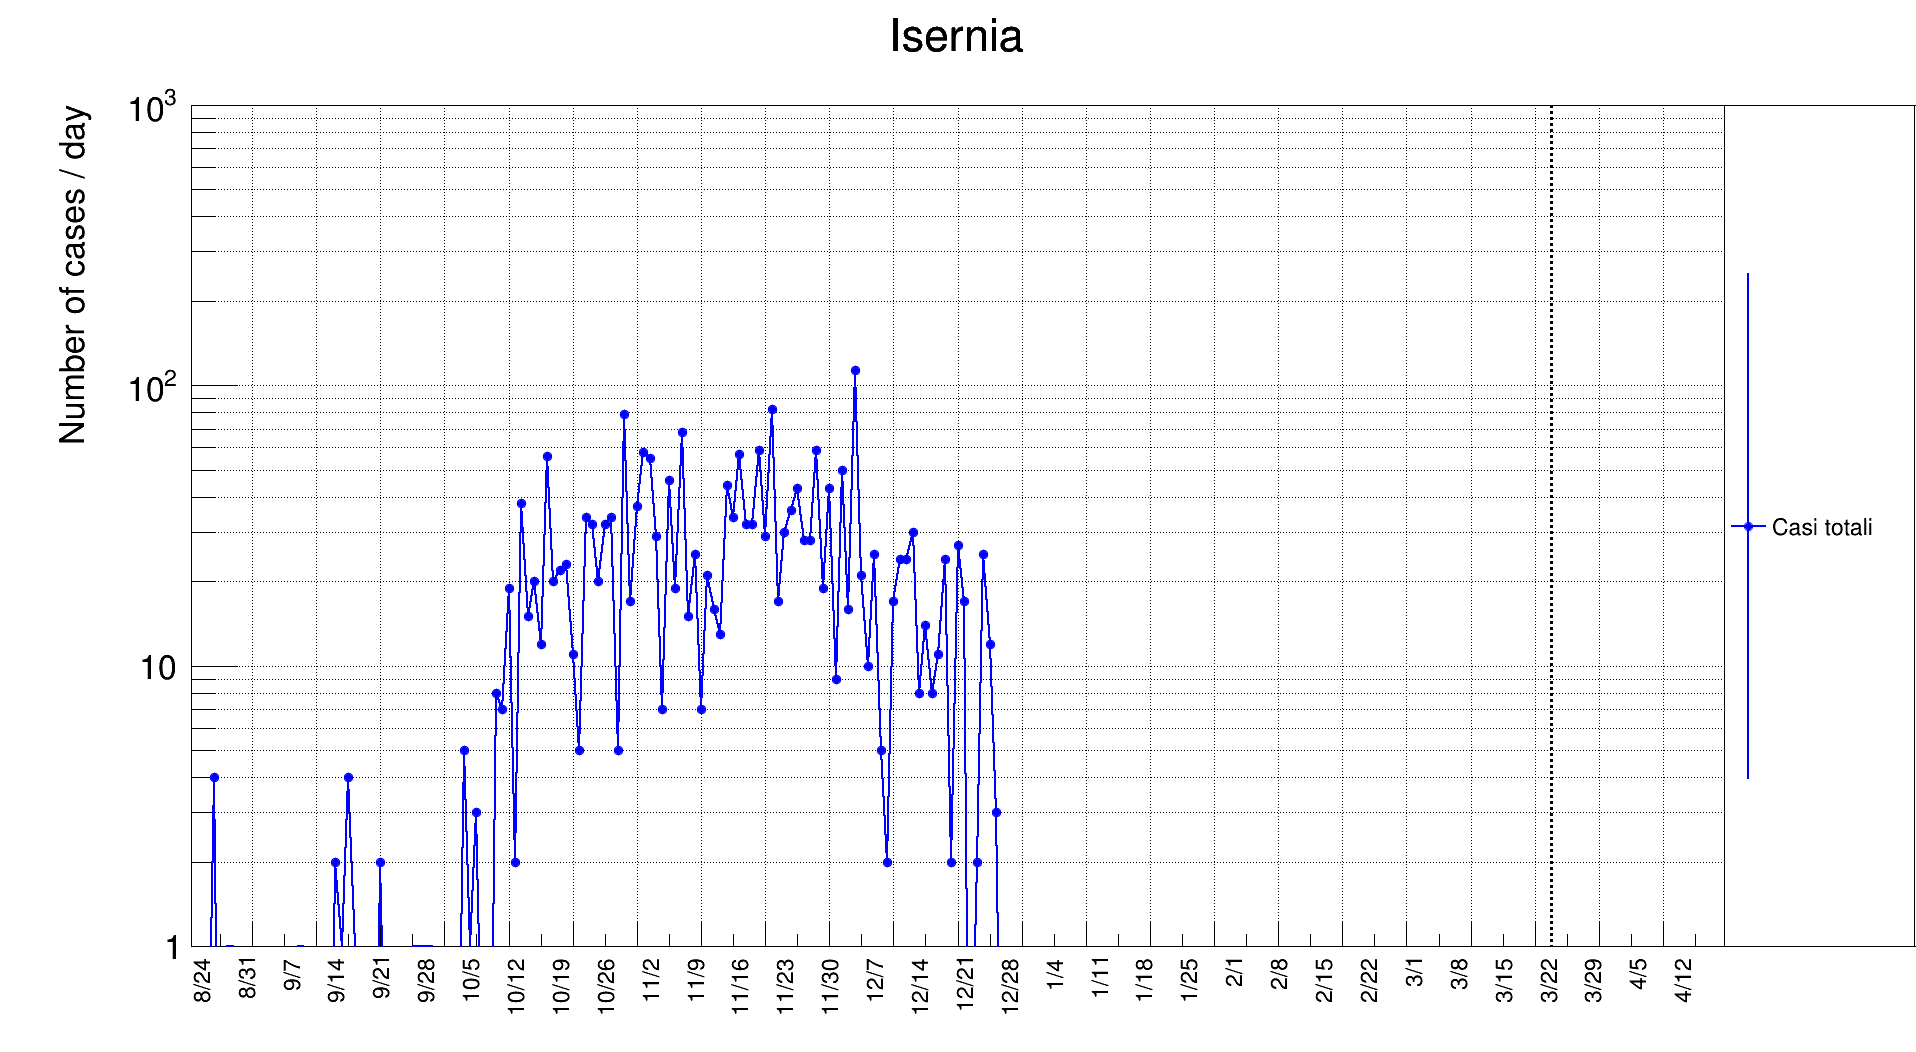 Isernia
Number of cases / day
10³
10²
10
1
8/24 8/31 9/7 9/14 9/21 9/28 10/5 10/12 10/19 10/26 11/2 11/9 11/16 11/23 11/30 12/7 12/14 12/21 12/28 1/4 1/11 1/18 1/25 2/1 2/8 2/15 2/22 3/1 3/8 3/15 3/22 3/29 4/5 4/12
Casi totali